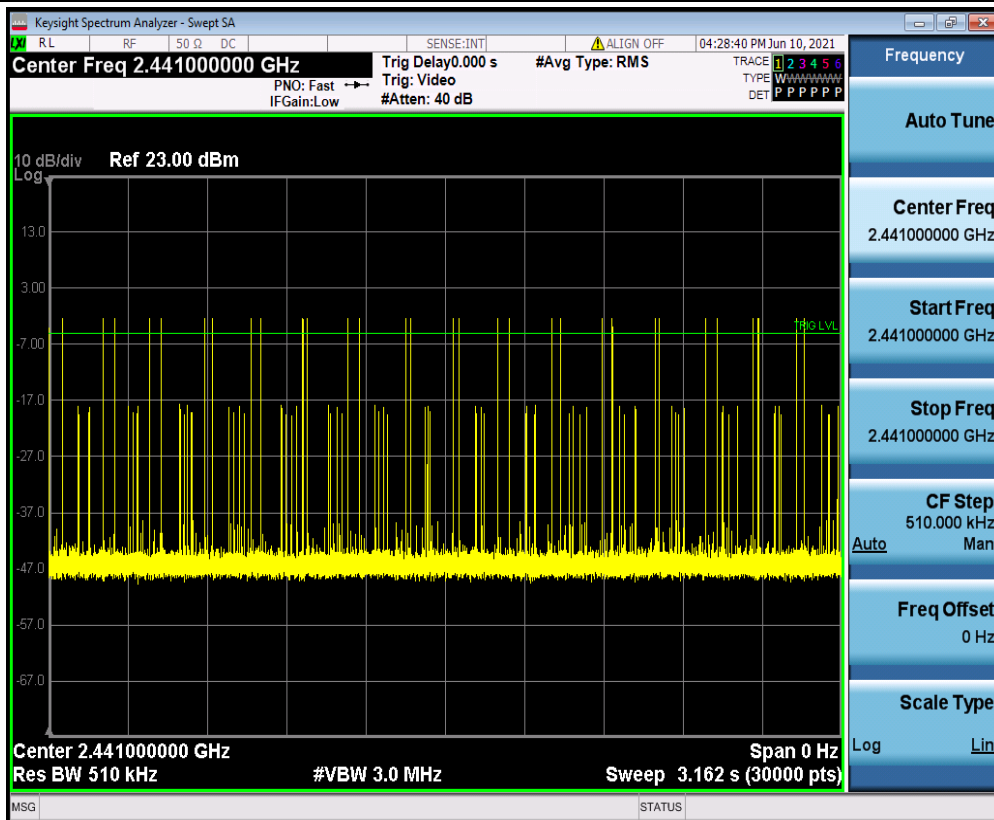 Keysight Spectrum Analyzer - Swept SA
LXI RL RF 50 Ω DC SENSE:INT ALIGN OFF 04:28:40 PM Jun 10, 2021
Center Freq 2.441000000 GHz
PNO: Fast
IFGain:Low
Trig Delay0.000 s
Trig: Video
#Atten: 40 dB
#Avg Type: RMS
TRACE 1 2 3 4 5 6
TYPE WWWWWW
DET P P P P P P
10 dB/div Ref 23.00 dBm
Log
13.0
3.00
TRIG LVL
-7.00
-17.0
-27.0
-37.0
-47.0
-57.0
-67.0
Center 2.441000000 GHz Span 0 Hz
Res BW 510 kHz #VBW 3.0 MHz Sweep 3.162 s (30000 pts)
MSG STATUS
Frequency
Auto Tune
Center Freq
2.441000000 GHz
Start Freq
2.441000000 GHz
Stop Freq
2.441000000 GHz
CF Step
510.000 kHz
Auto Man
Freq Offset
0 Hz
Scale Type
Log Lin